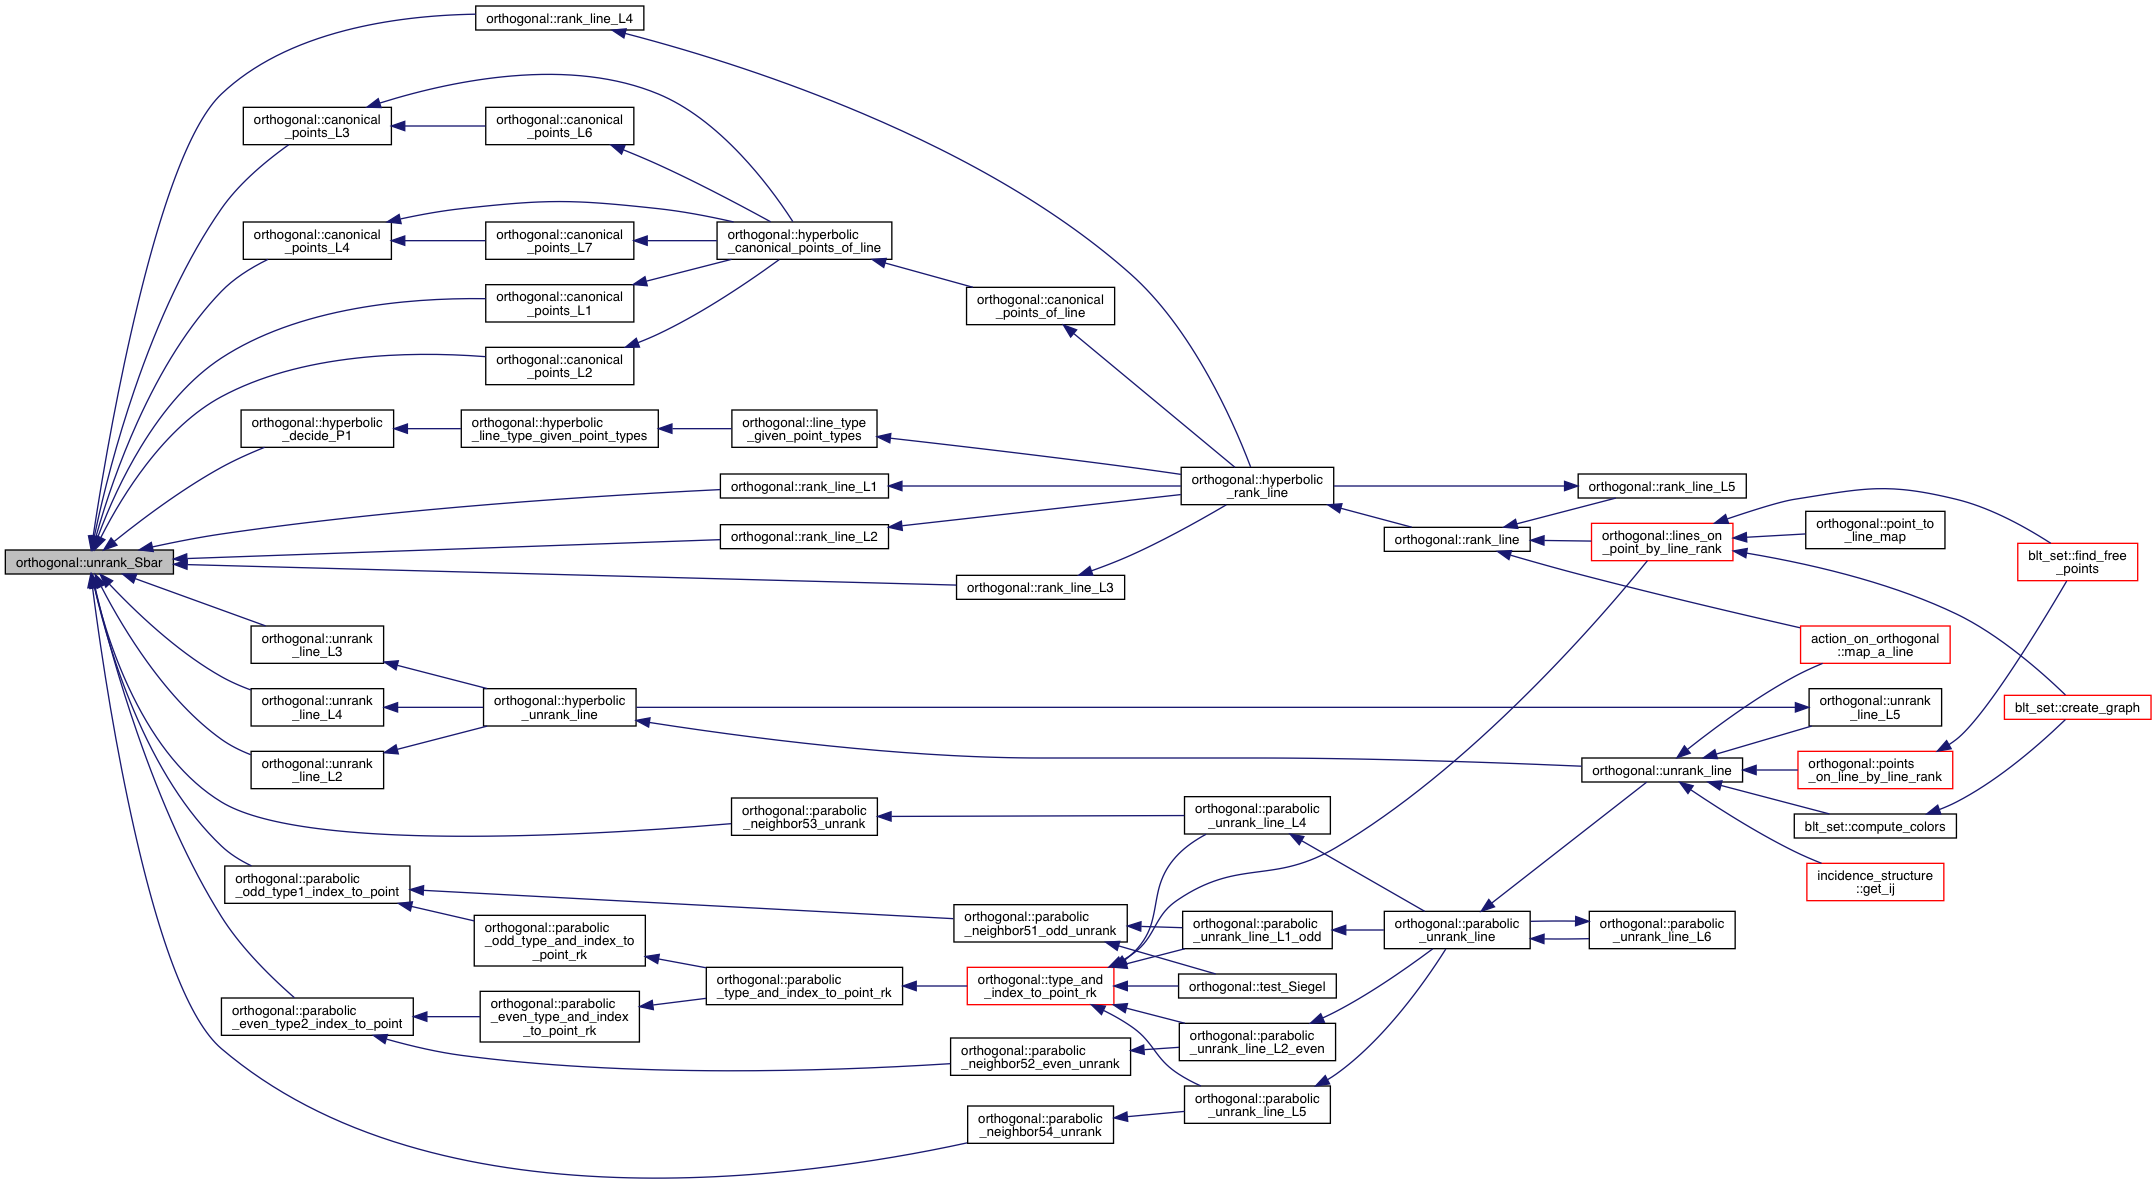 orthogonal::rank_line_L4
orthogonal::canonical
_points_L3
orthogonal::canonical
_points_L6
orthogonal::canonical
_points_L4
orthogonal::canonical
_points_L7
orthogonal::hyperbolic
_canonical_points_of_line
orthogonal::canonical
_points_L1
orthogonal::canonical
_points_of_line
orthogonal::canonical
_points_L2
orthogonal::hyperbolic
_decide_P1
orthogonal::hyperbolic
_line_type_given_point_types
orthogonal::line_type
_given_point_types
orthogonal::rank_line_L1
orthogonal::hyperbolic
_rank_line
orthogonal::rank_line_L5
orthogonal::rank_line_L2
orthogonal::rank_line
orthogonal::lines_on
_point_by_line_rank
orthogonal::point_to
_line_map
blt_set::find_free
_points
orthogonal::unrank_Sbar
orthogonal::rank_line_L3
orthogonal::unrank
_line_L3
action_on_orthogonal
::map_a_line
orthogonal::unrank
_line_L4
orthogonal::hyperbolic
_unrank_line
orthogonal::unrank
_line_L5
blt_set::create_graph
orthogonal::unrank
_line_L2
orthogonal::unrank_line
orthogonal::points
_on_line_by_line_rank
orthogonal::parabolic
_neighbor53_unrank
orthogonal::parabolic
_unrank_line_L4
blt_set::compute_colors
orthogonal::parabolic
_odd_type1_index_to_point
incidence_structure
::get_ij
orthogonal::parabolic
_odd_type_and_index_to
_point_rk
orthogonal::parabolic
_neighbor51_odd_unrank
orthogonal::parabolic
_unrank_line_L1_odd
orthogonal::parabolic
_unrank_line
orthogonal::parabolic
_unrank_line_L6
orthogonal::parabolic
_type_and_index_to_point_rk
orthogonal::type_and
_index_to_point_rk
orthogonal::test_Siegel
orthogonal::parabolic
_even_type2_index_to_point
orthogonal::parabolic
_even_type_and_index
_to_point_rk
orthogonal::parabolic
_neighbor52_even_unrank
orthogonal::parabolic
_unrank_line_L2_even
orthogonal::parabolic
_neighbor54_unrank
orthogonal::parabolic
_unrank_line_L5